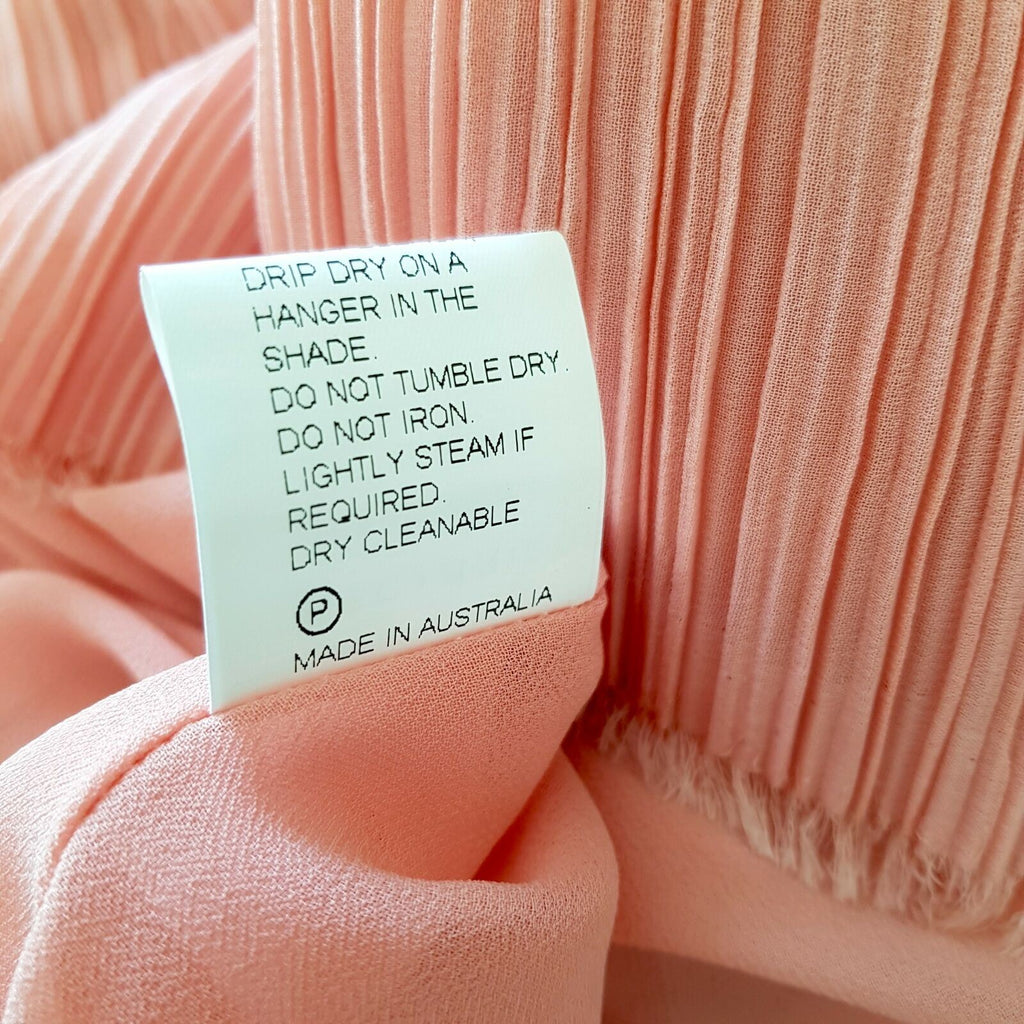 DRIP DRY ON A
HANGER IN THE
SHADE.
DO NOT TUMBLE DRY.
DO NOT IRON.
LIGHTLY STEAM IF
REQUIRED.
DRY CLEANABLE
P
MADE IN AUSTRALIA